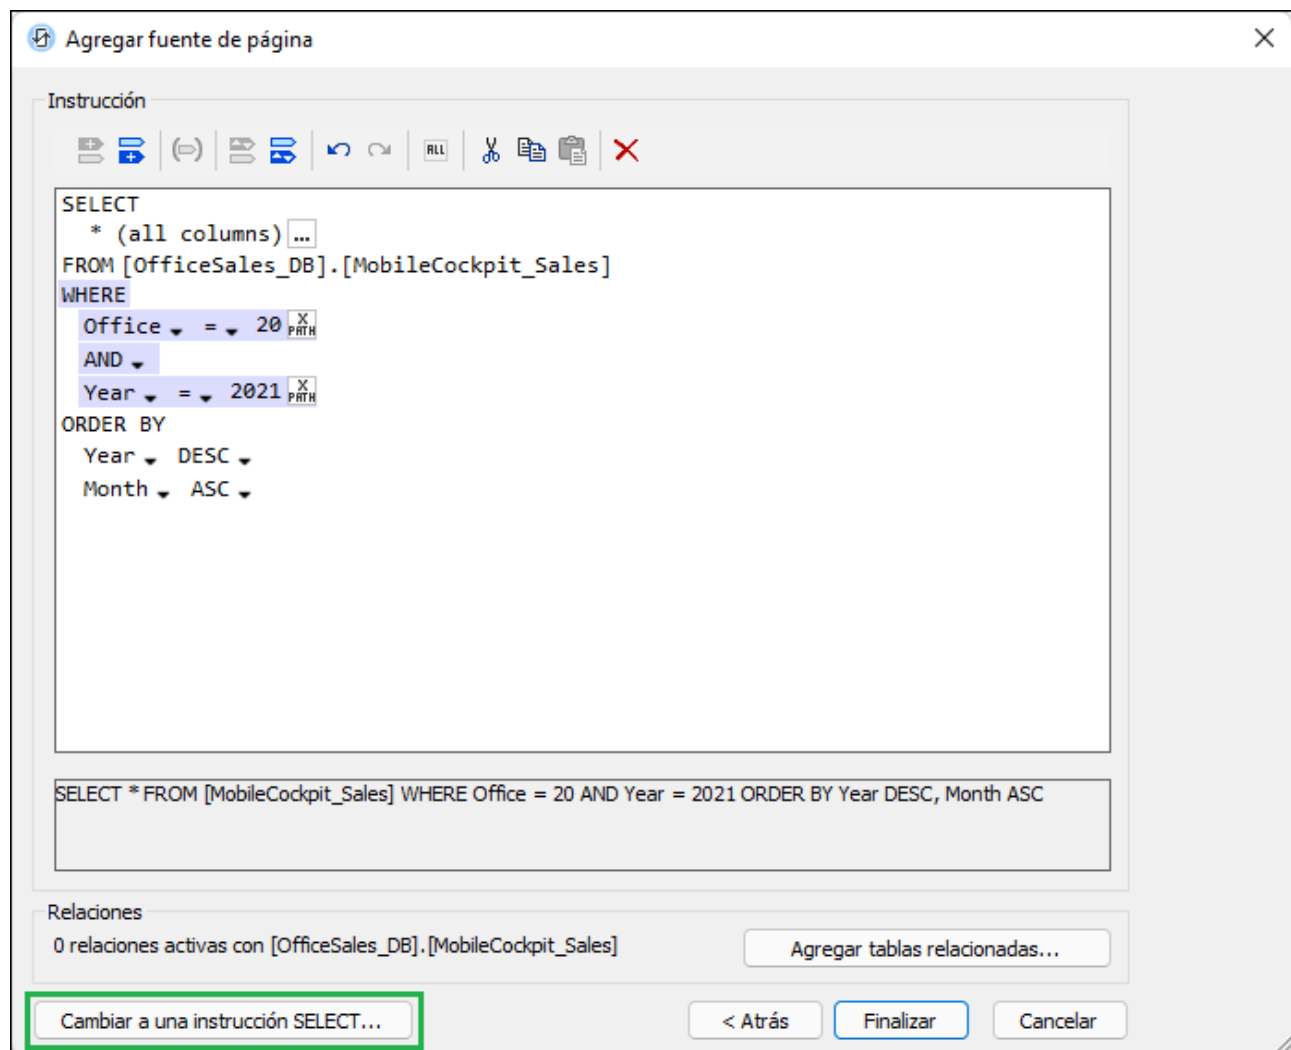 Agregar fuente de página
Instrucción
ALL
SELECT
* (all columns) ...
FROM [OfficeSales_DB].[MobileCockpit_Sales]
WHERE
Office = 20 XPATH
AND
Year = 2021 XPATH
ORDER BY
Year DESC
Month ASC
SELECT * FROM [MobileCockpit_Sales] WHERE Office = 20 AND Year = 2021 ORDER BY Year DESC, Month ASC
Relaciones
0 relaciones activas con [OfficeSales_DB].[MobileCockpit_Sales]
Agregar tablas relacionadas...
Cambiar a una instrucción SELECT...
< Atrás
Finalizar
Cancelar